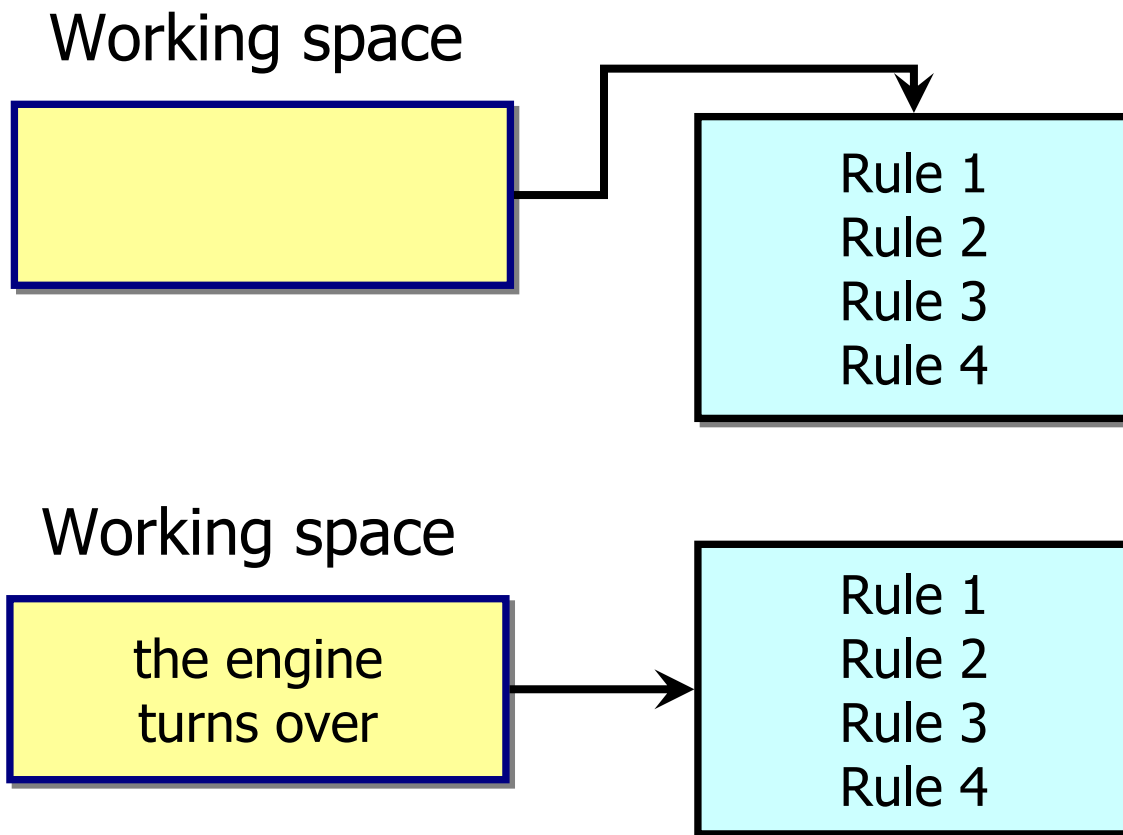 Working space
Rule 1
Rule 2
Rule 3
Rule 4
Working space
the engine
turns over
Rule 1
Rule 2
Rule 3
Rule 4